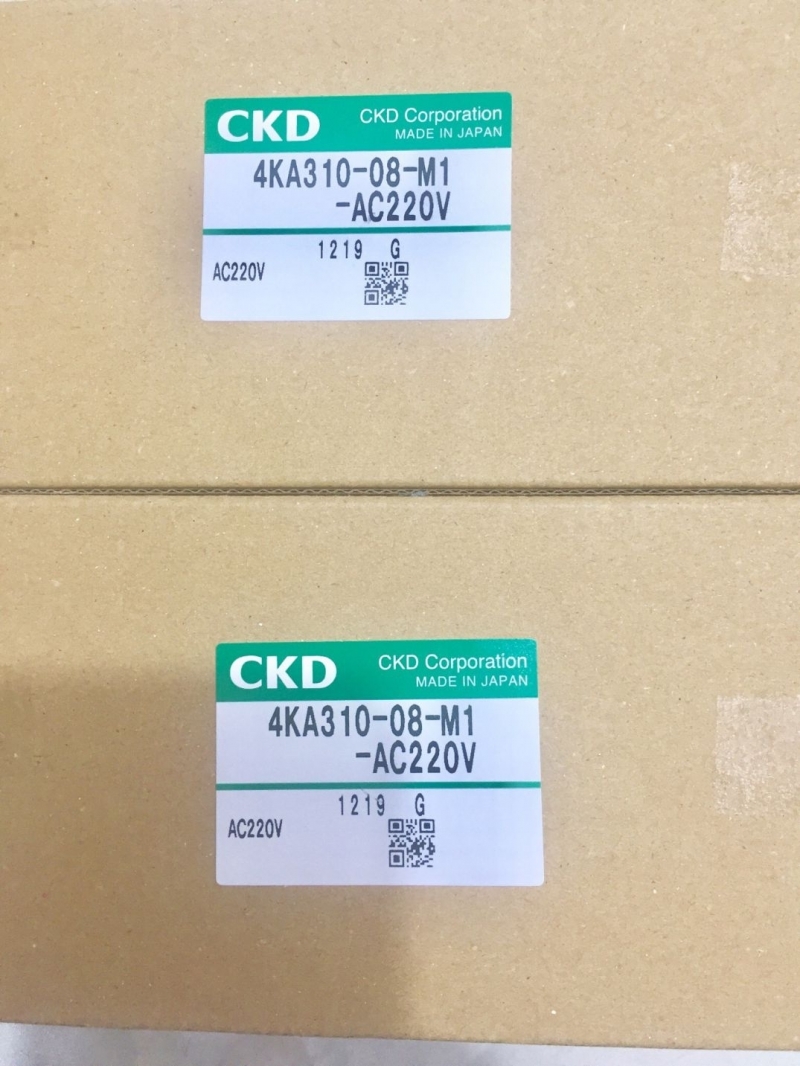 CKD CKD Corporation
MADE IN JAPAN
4KA310-08-M1
-AC220V
1219 G
AC220V
CKD CKD Corporation
MADE IN JAPAN
4KA310-08-M1
-AC220V
1219 G
AC220V